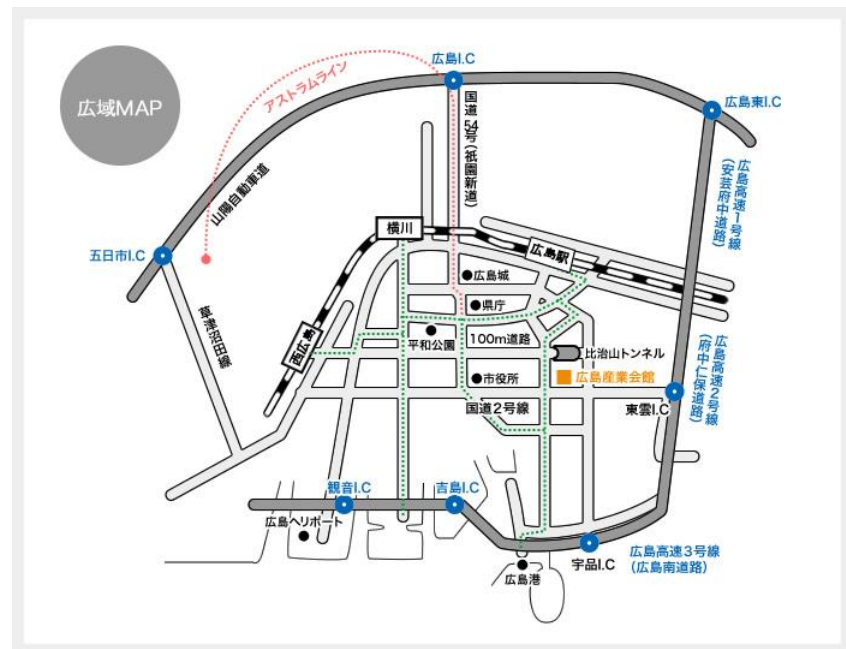 広域MAP
アストラムライン
広島I.C
国道54号(祇園新道)
広島東I.C
山陽自動車道
広島高速1号線
(安芸府中道路)
横川
広島駅
五日市I.C
広島城
県庁
草津沼田線
西広島
平和公園
100m道路
比治山トンネル
市役所
広島産業会館
広島高速2号線
(府中仁保道路)
国道2号線
東雲I.C
観音I.C
吉島I.C
広島ヘリポート
広島高速3号線
(広島南道路)
宇品I.C
広島港